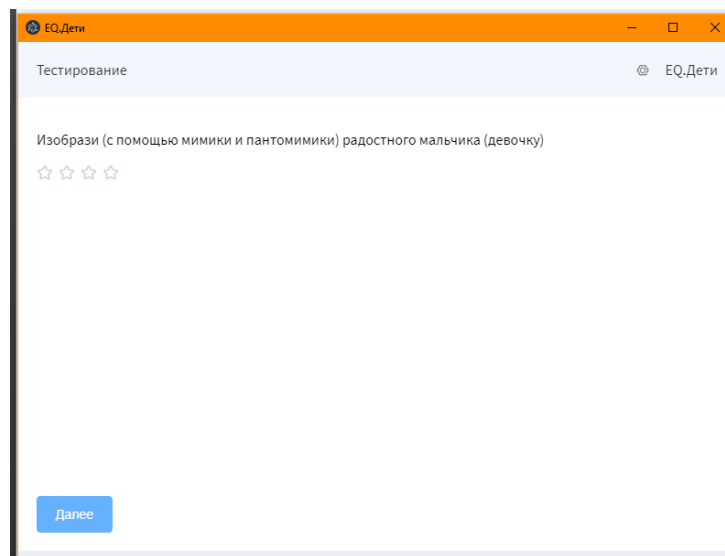 EQ.Дети
Тестирование
EQ.Дети
Изобрази (с помощью мимики и пантомимики) радостного мальчика (девочку)
Далее